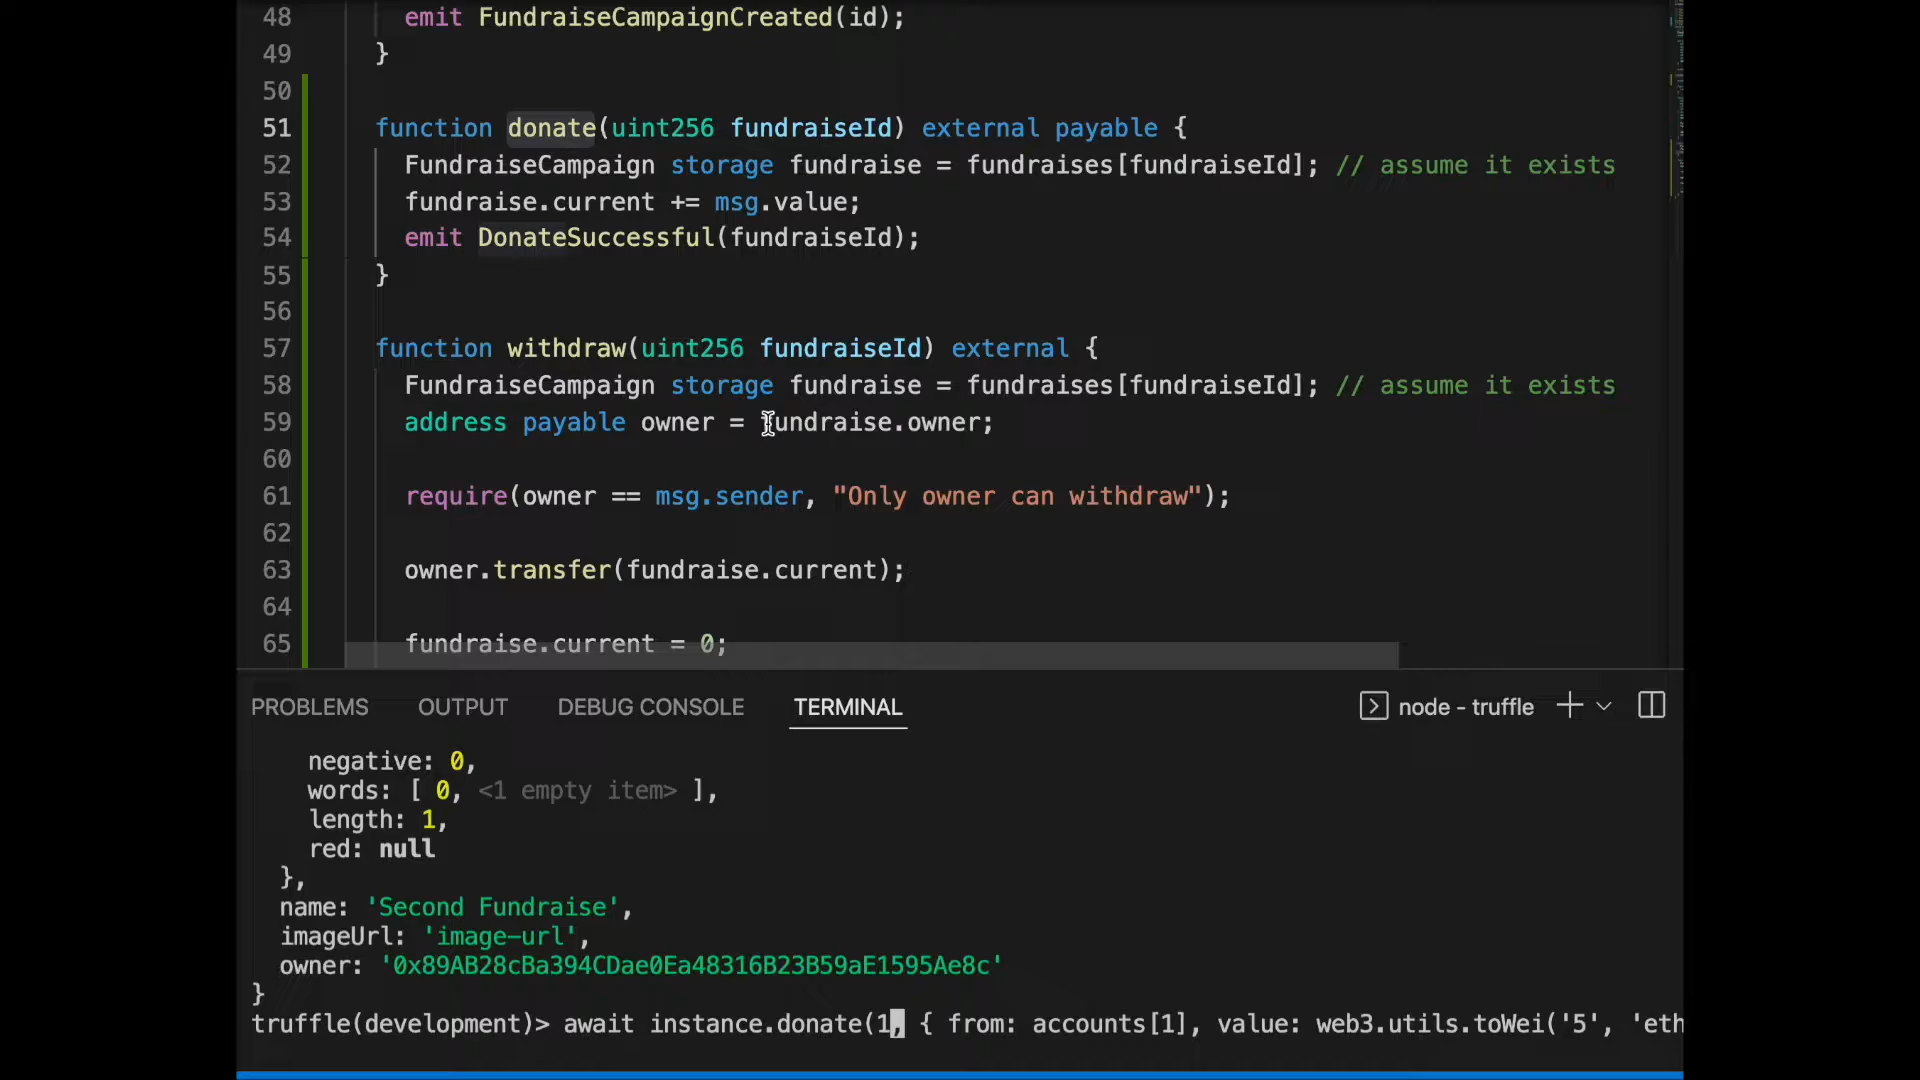 48 emit FundraiseCampaignCreated(id);
49 }
50
51 function donate(uint256 fundraiseId) external payable {
52 FundraiseCampaign storage fundraise = fundraises[fundraiseId]; // assume it exists
53 fundraise.current += msg.value;
54 emit DonateSuccessful(fundraiseId);
55 }
56
57 function withdraw(uint256 fundraiseId) external {
58 FundraiseCampaign storage fundraise = fundraises[fundraiseId]; // assume it exists
59 address payable owner = fundraise.owner;
60
61 require(owner == msg.sender, "Only owner can withdraw");
62
63 owner.transfer(fundraise.current);
64
65 fundraise.current = 0;
PROBLEMS OUTPUT DEBUG CONSOLE TERMINAL node - truffle
negative: 0,
words: [ 0, <1 empty item> ],
length: 1,
red: null
},
name: 'Second Fundraise',
imageUrl: 'image-url',
owner: '0x89AB28cBa394CDae0Ea48316B23B59aE1595Ae8c'
}
truffle(development)> await instance.donate(1, { from: accounts[1], value: web3.utils.toWei('5', 'eth